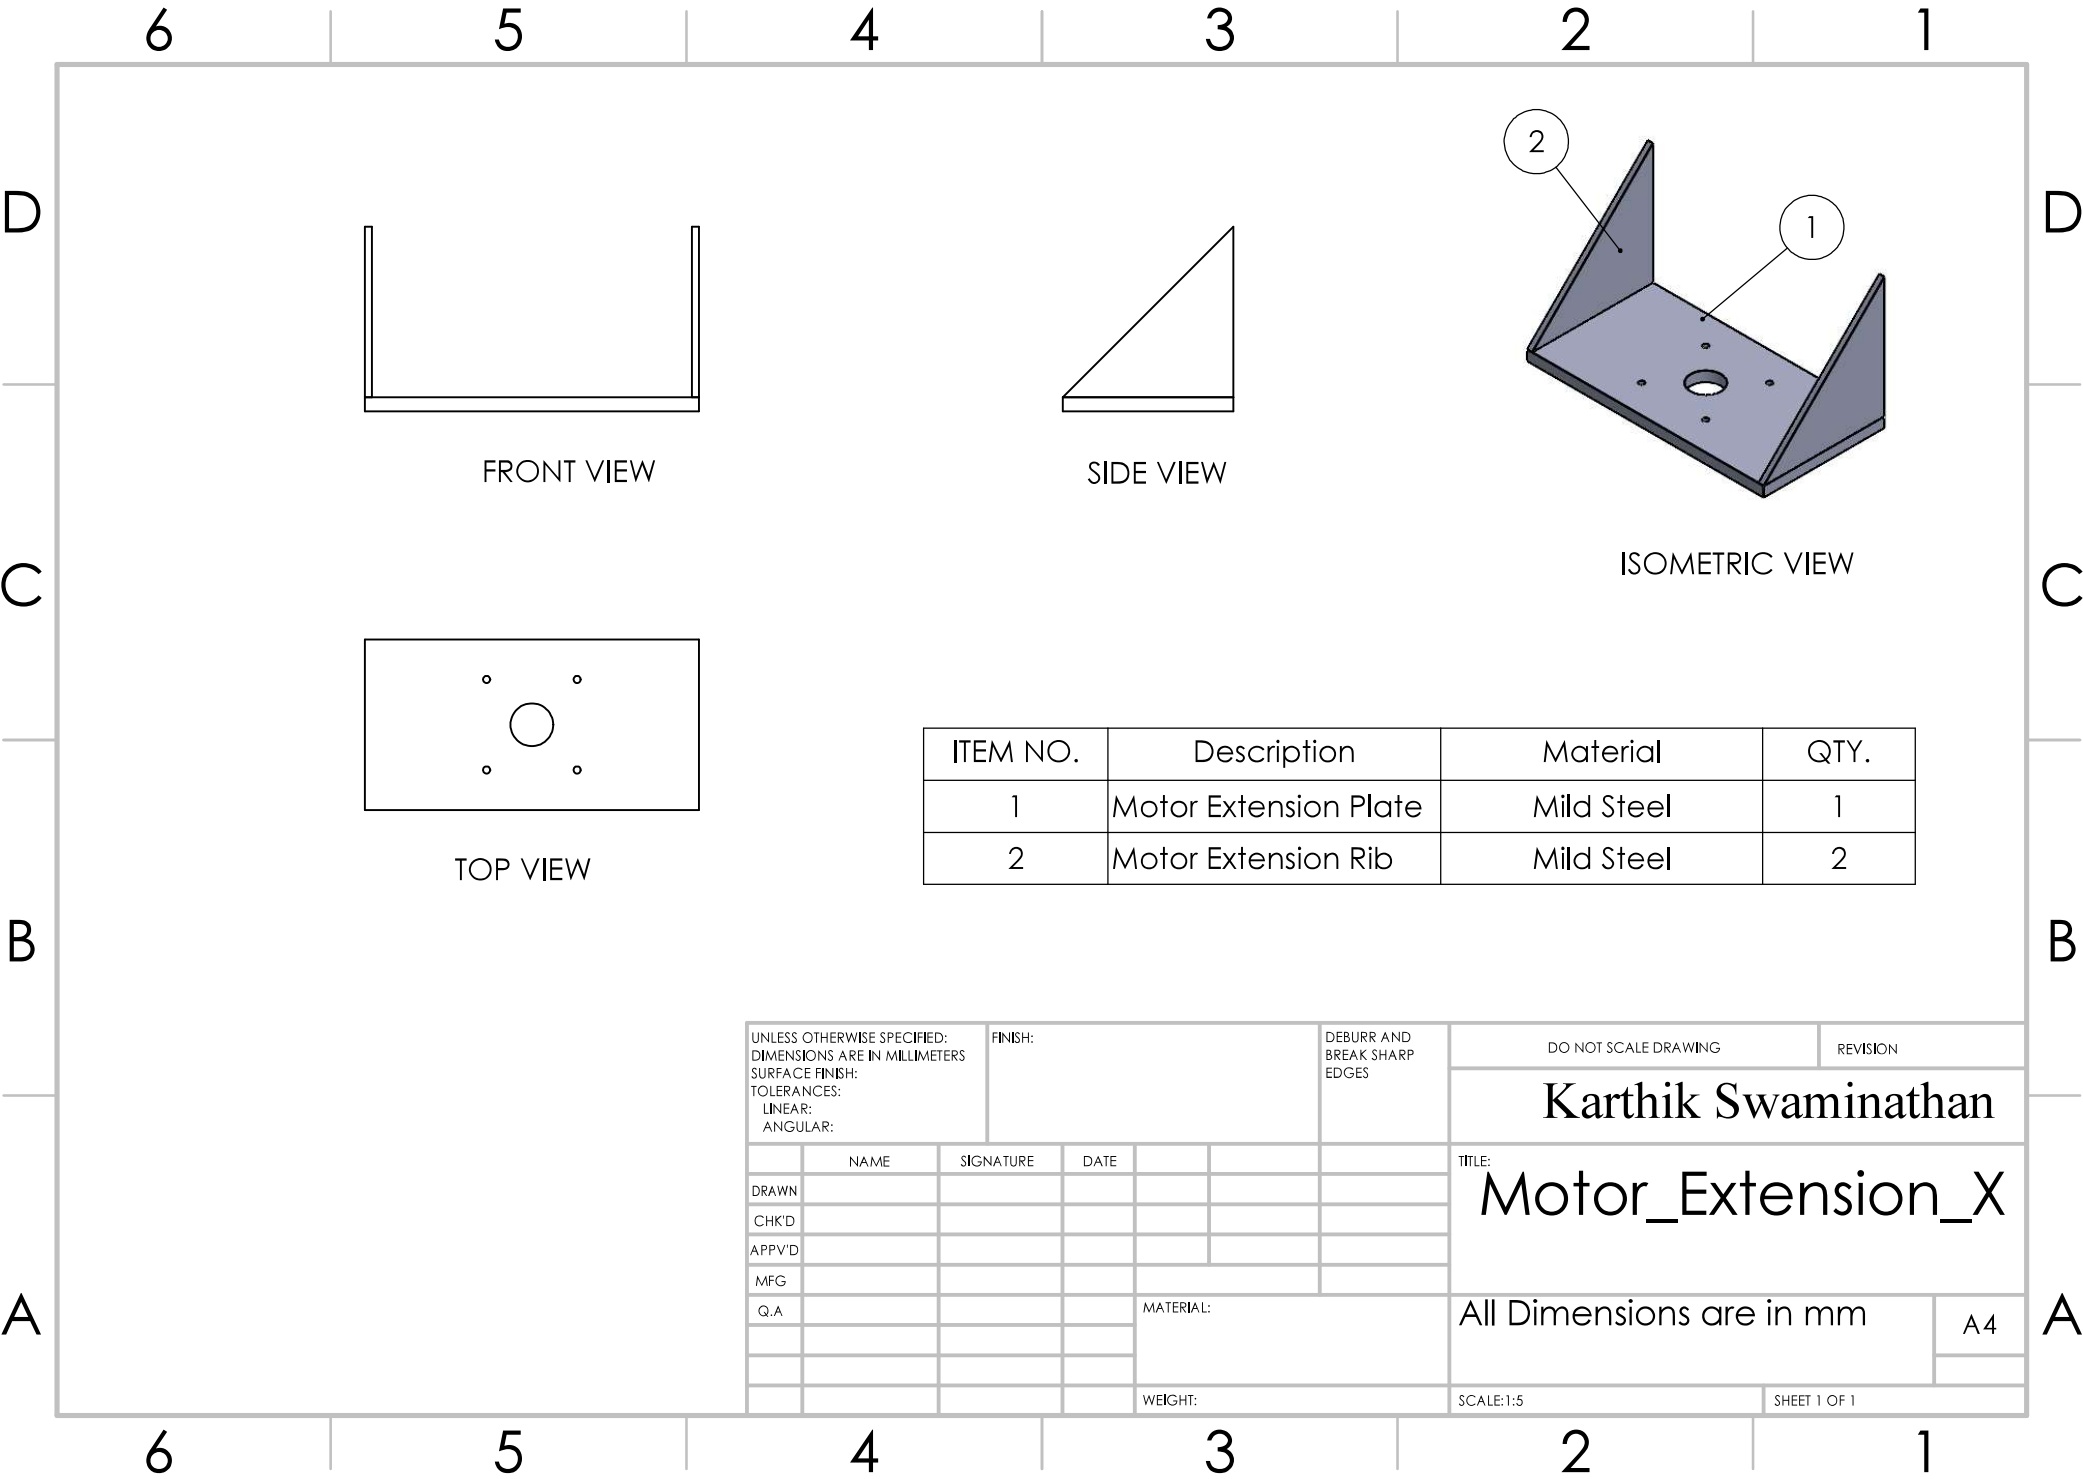 6 5 4 3 2 1
2
D D
1
FRONT VIEW SIDE VIEW
ISOMETRIC VIEW
C C
ITEM NO. Description Material QTY.
1 Motor Extension Plate Mild Steel 1
2 Motor Extension Rib Mild Steel 2
TOP VIEW
B B
UNLESS OTHERWISE SPECIFIED:
DIMENSIONS ARE IN MILLIMETERS
SURFACE FINISH:
TOLERANCES:
LINEAR:
ANGULAR:
FINISH:
DEBURR AND
BREAK SHARP
EDGES
DO NOT SCALE DRAWING
REVISION
Karthik Swaminathan
NAME SIGNATURE DATE
DRAWN
CHK'D
APPV'D
MFG
Q.A
TITLE:
Motor_Extension_X
MATERIAL:
All Dimensions are in mm
A4
A A
WEIGHT:
SCALE:1:5
SHEET 1 OF 1
6 5 4 3 2 1